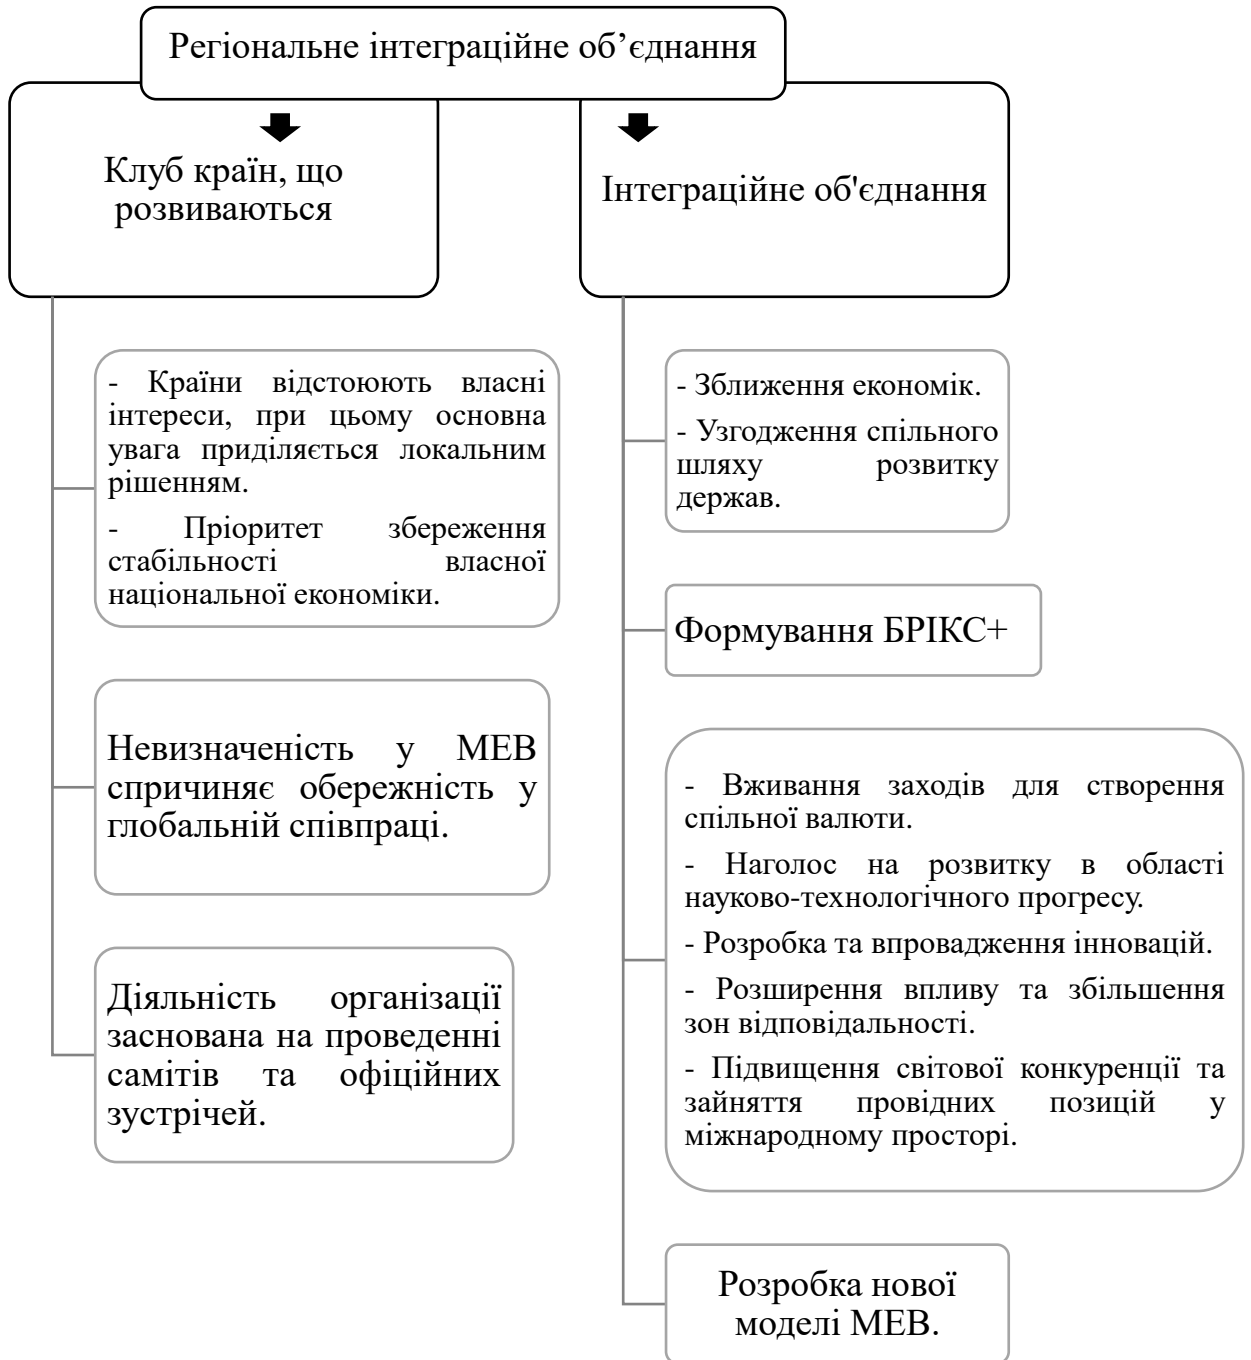 Регіональне інтеграційне об’єднання
Клуб країн, що
розвиваються
- Країни відстоюють власні
інтереси, при цьому основна
увага приділяється локальним
рішенням.
- Пріоритет збереження
стабільності власної
національної економіки.
Невизначеність у МЕВ
спричиняє обережність у
глобальній співпраці.
Діяльність організації
заснована на проведенні
самітів та офіційних
зустрічей.
Інтеграційне об'єднання
- Зближення економік.
- Узгодження спільного
шляху розвитку
держав.
Формування БРІКС+
- Вживання заходів для створення
спільної валюти.
- Наголос на розвитку в області
науково-технологічного прогресу.
- Розробка та впровадження інновацій.
- Розширення впливу та збільшення
зон відповідальності.
- Підвищення світової конкуренції та
зайняття провідних позицій у
міжнародному просторі.
Розробка нової
моделі МЕВ.